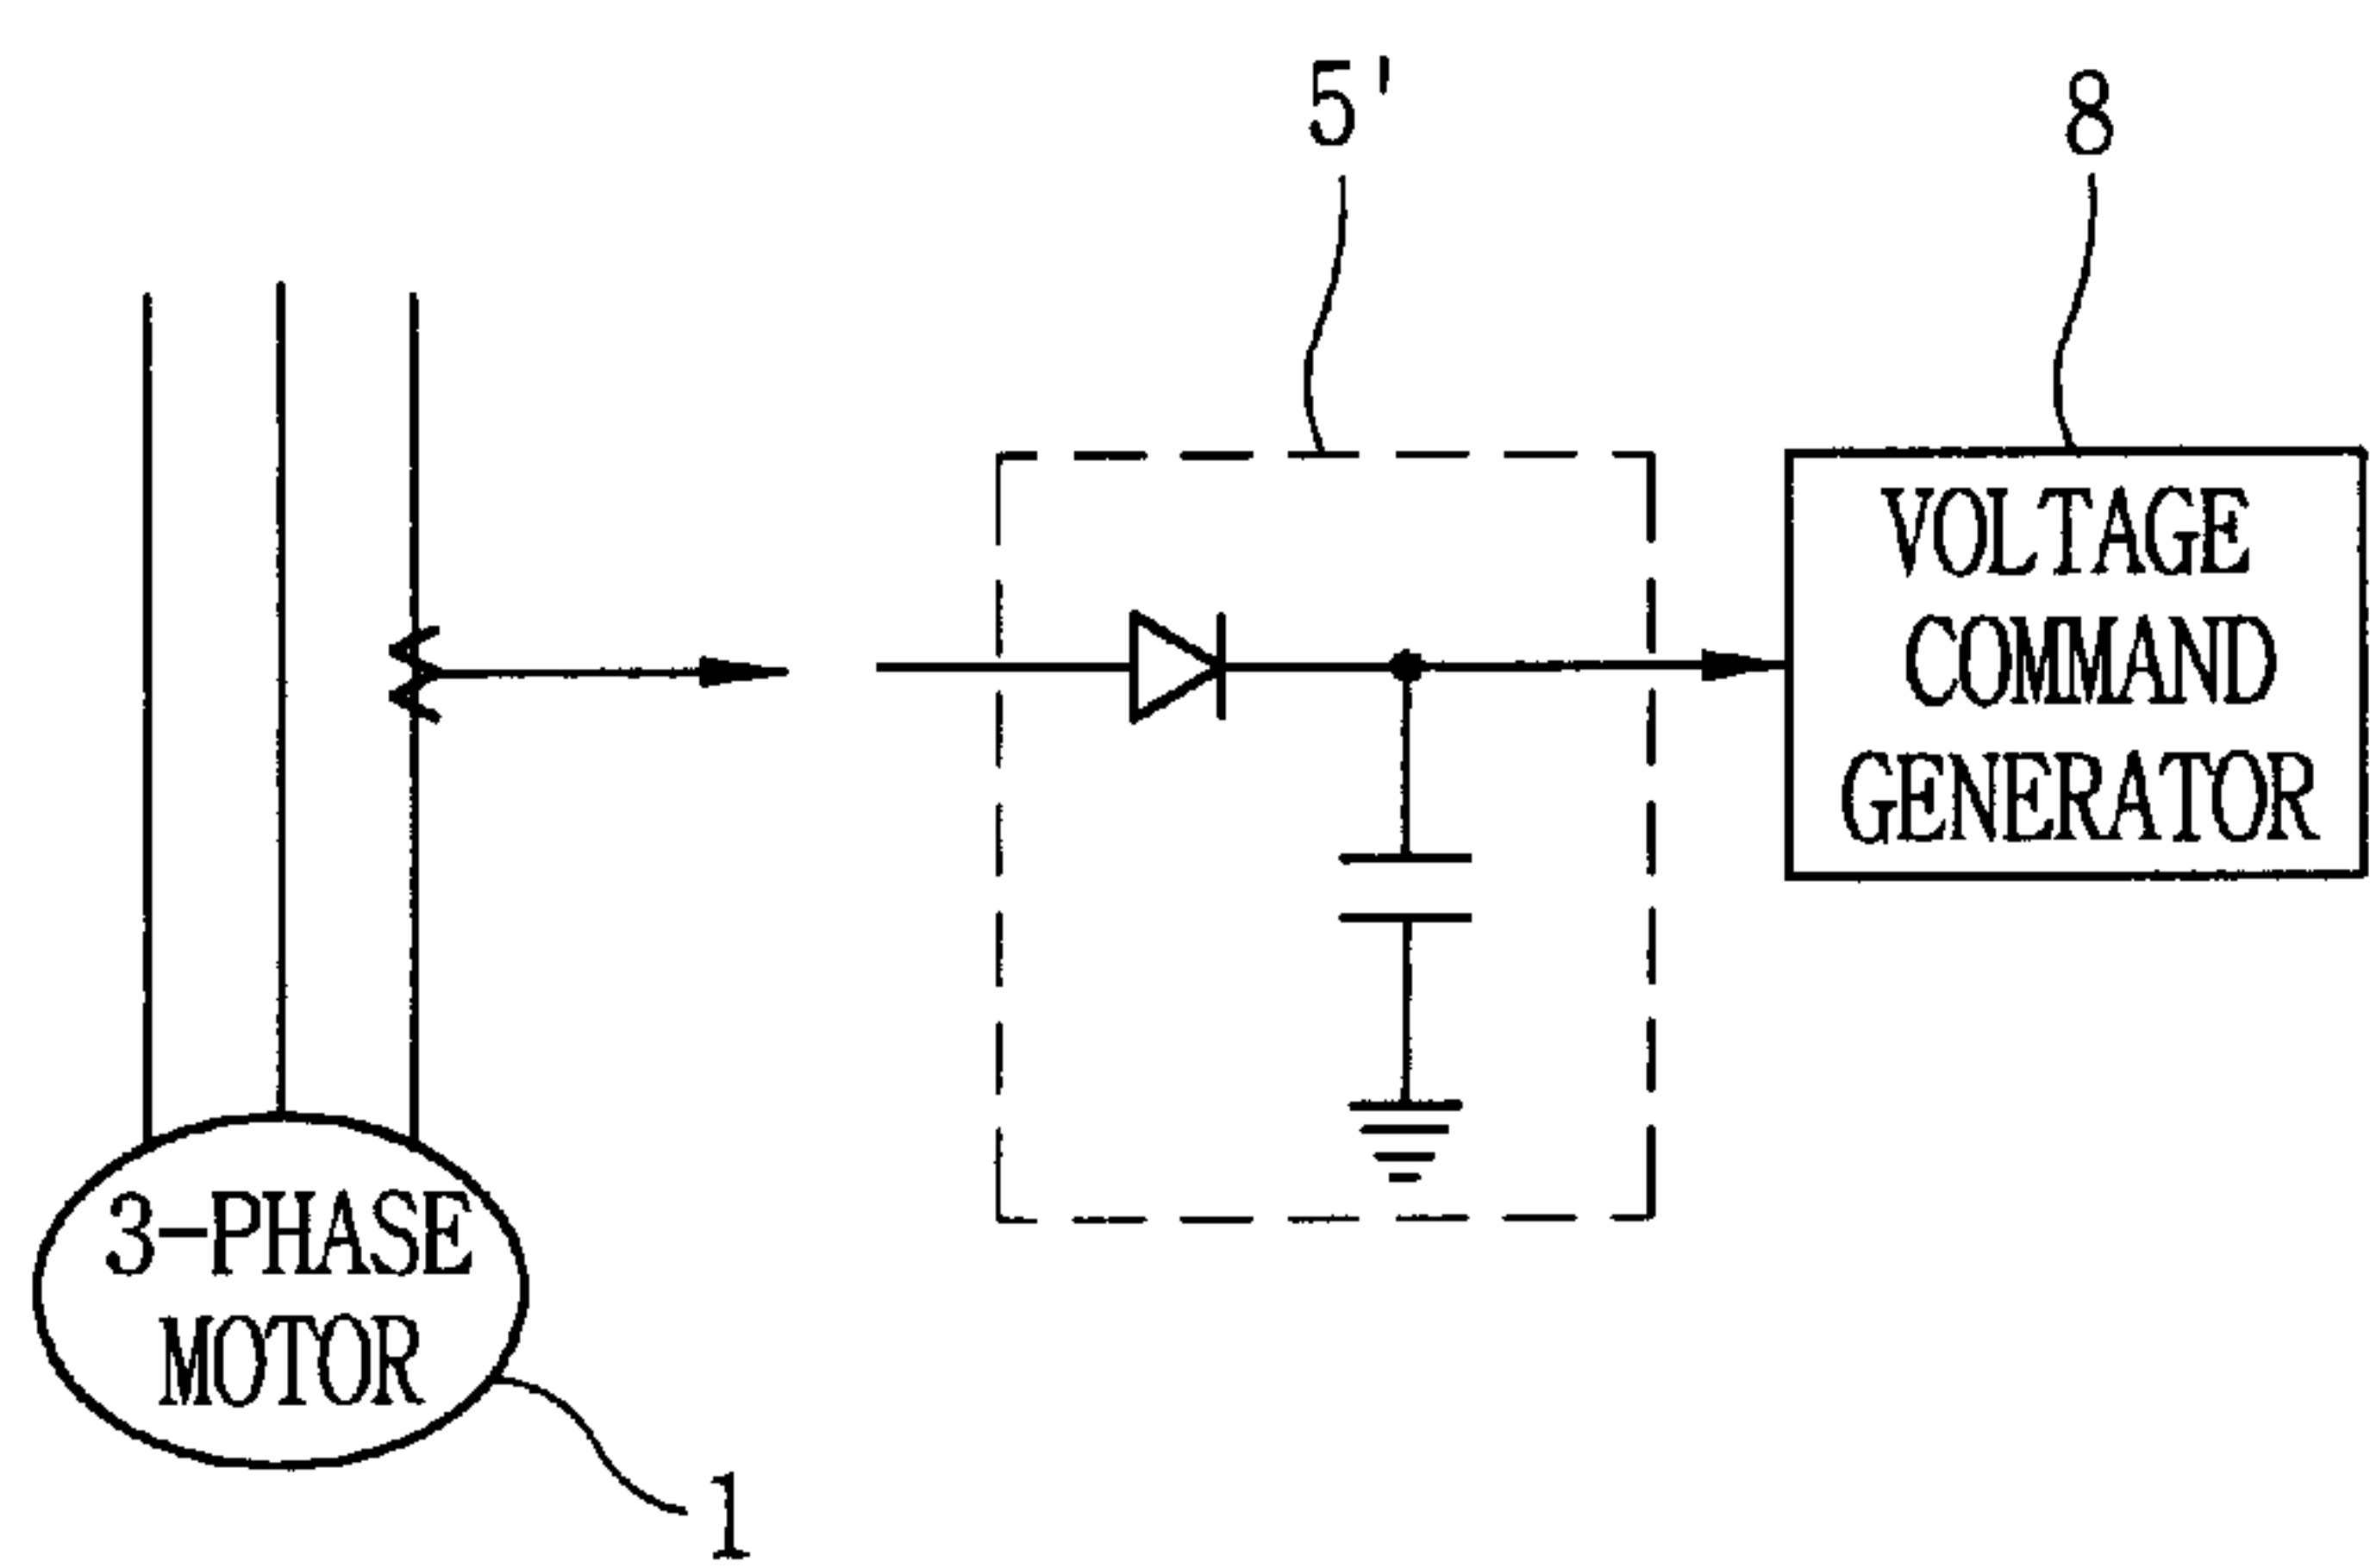 5'
8
VOLTAGE
COMMAND
GENERATOR
3-PHASE
MOTOR
1